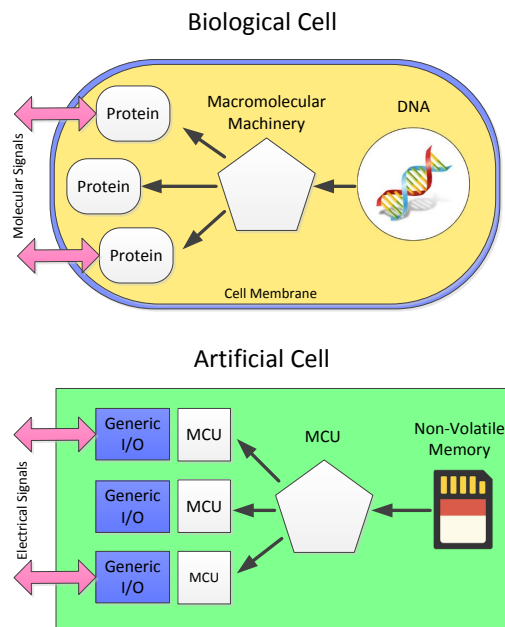 Biological Cell
Protein
Macromolecular
Machinery
DNA
Protein
Protein
Molecular Signals
Cell Membrane
Artificial Cell
Generic
I/O
MCU
MCU
Non-Volatile
Memory
Generic
I/O
MCU
Generic
I/O
MCU
Electrical Signals